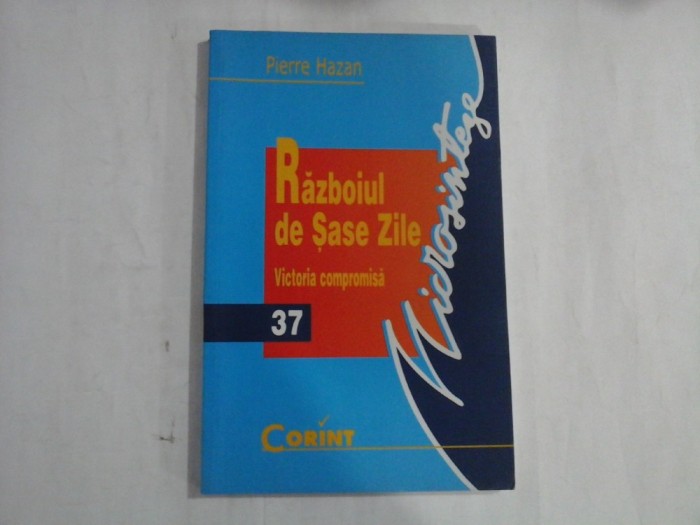 Pierre Hazan
Războiul
de Șase Zile
Victoria compromisă
37
Microsinteze
CORINT